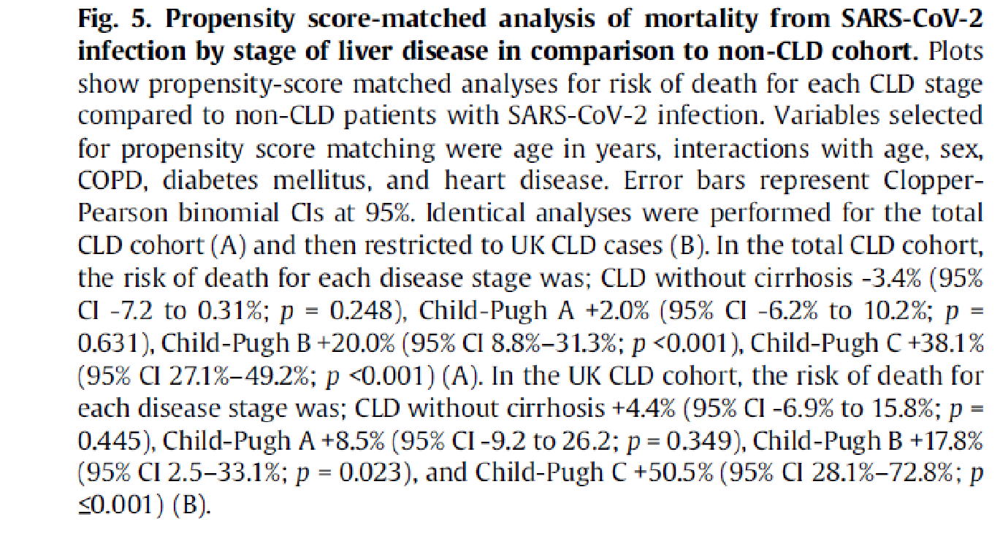 Fig. 5. Propensity score-matched analysis of mortality from SARS-CoV-2
infection by stage of liver disease in comparison to non-CLD cohort. Plots
show propensity-score matched analyses for risk of death for each CLD stage
compared to non-CLD patients with SARS-CoV-2 infection. Variables selected
for propensity score matching were age in years, interactions with age, sex,
COPD, diabetes mellitus, and heart disease. Error bars represent Clopper-
Pearson binomial CIs at 95%. Identical analyses were performed for the total
CLD cohort (A) and then restricted to UK CLD cases (B). In the total CLD cohort,
the risk of death for each disease stage was; CLD without cirrhosis -3.4% (95%
CI -7.2 to 0.31%; p = 0.248), Child-Pugh A +2.0% (95% CI -6.2% to 10.2%; p =
0.631), Child-Pugh B +20.0% (95% CI 8.8%–31.3%; p <0.001), Child-Pugh C +38.1%
(95% CI 27.1%–49.2%; p <0.001) (A). In the UK CLD cohort, the risk of death for
each disease stage was; CLD without cirrhosis +4.4% (95% CI -6.9% to 15.8%; p =
0.445), Child-Pugh A +8.5% (95% CI -9.2 to 26.2; p = 0.349), Child-Pugh B +17.8%
(95% CI 2.5–33.1%; p = 0.023), and Child-Pugh C +50.5% (95% CI 28.1%–72.8%; p
≤0.001) (B).